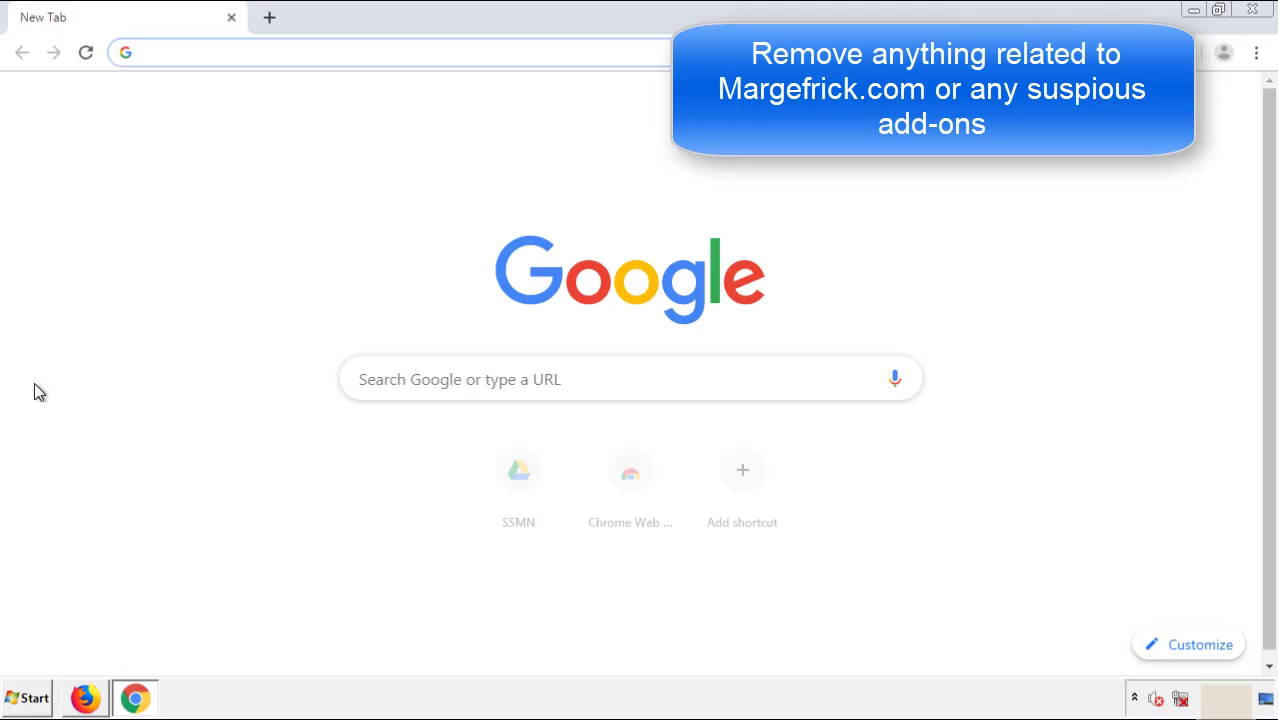 New Tab
Remove anything related to
Margefrick.com or any suspious
add-ons
Google
Search Google or type a URL
SSMN
Chrome Web ...
Add shortcut
Customize
Start